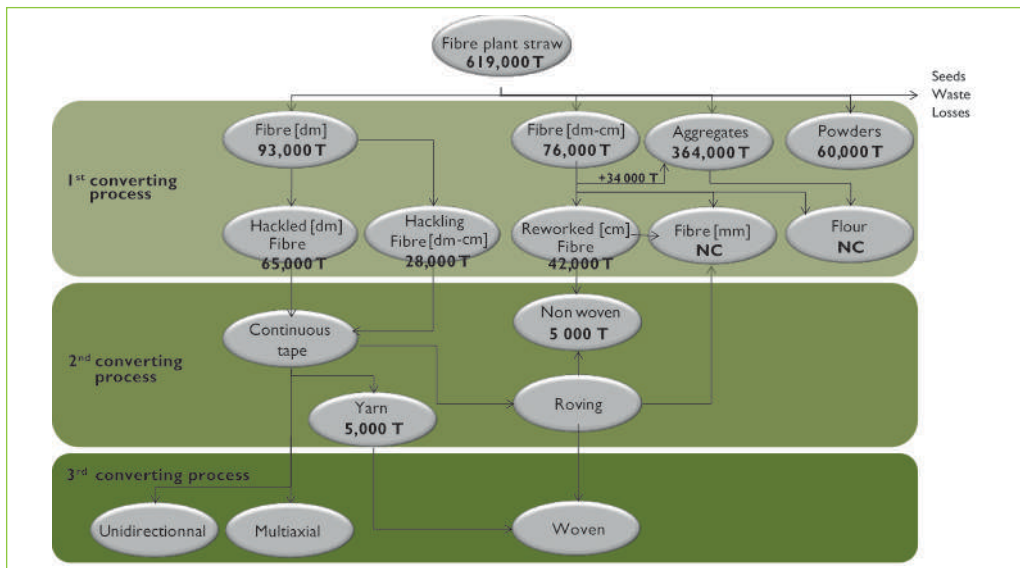 Fibre plant straw
619,000 T
Seeds
Waste
Losses
1st converting
process
Fibre [dm]
93,000 T
Fibre [dm-cm]
76,000 T
Aggregates
364,000 T
Powders
60,000 T
+34 000 T
Hackled [dm]
Fibre
65,000 T
Hackling
Fibre [dm-cm]
28,000 T
Reworked [cm]
Fibre
42,000 T
Fibre [mm]
NC
Flour
NC
2nd converting
process
Continuous
tape
Non woven
5 000 T
Yarn
5,000 T
Roving
3rd converting process
Unidirectionnal
Multiaxial
Woven